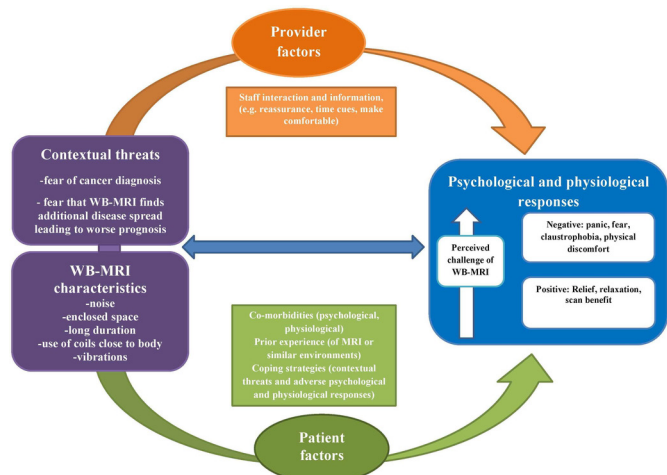 Provider
factors
Staff interaction and information,
(e.g. reassurance, time cues, make
comfortable)
Contextual threats
-fear of cancer diagnosis
- fear that WB-MRI finds
additional disease spread
leading to worse prognosis
WB-MRI
characteristics
-noise
-enclosed space
-long duration
-use of coils close to body
-vibrations
Psychological and physiological
responses
Perceived
challenge of
WB-MRI
Negative: panic, fear,
claustrophobia, physical
discomfort
Positive: Relief, relaxation,
scan benefit
Co-morbidities (psychological,
physiological)
Prior experience (of MRI or
similar environments)
Coping strategies (contextual
threats and adverse psychological
and physiological responses)
Patient
factors